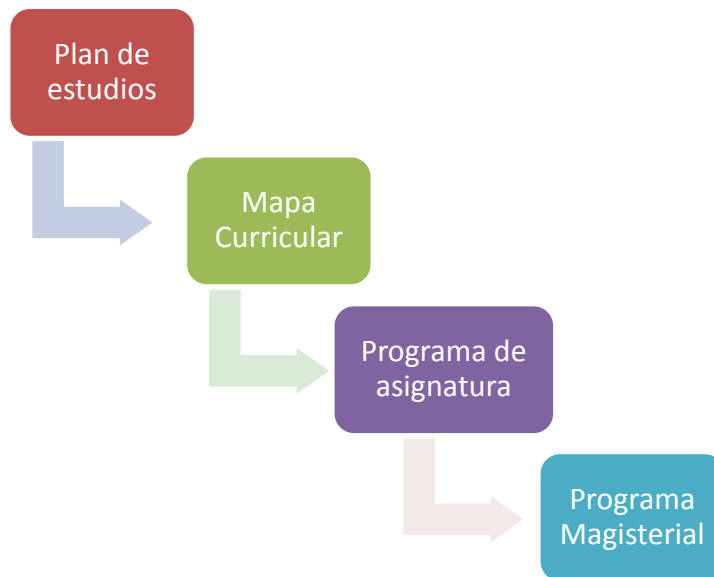 Plan de
estudios
Mapa
Curricular
Programa de
asignatura
Programa
Magisterial